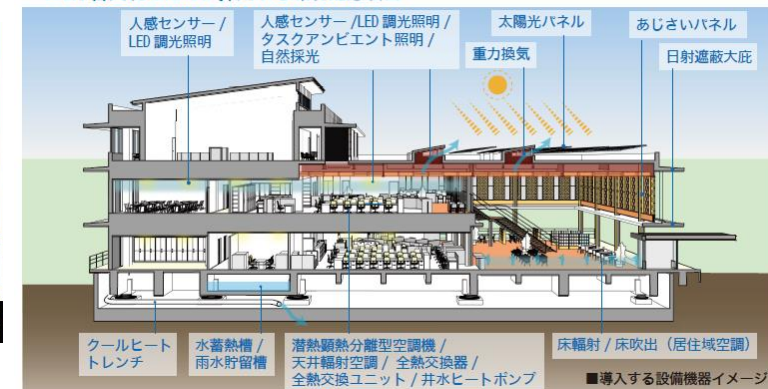 人感センサー /
LED 調光照明
人感センサー /LED 調光照明 /
タスクアンビエント照明 /
自然採光
太陽光パネル
重力換気
あじさいパネル
日射遮蔽大庇
クールヒート
トレンチ
水蓄熱槽 /
雨水貯留槽
潜熱顕熱分離型空調機 /
天井輻射空調 / 全熱交換器 /
全熱交換ユニット / 井水ヒートポンプ
床輻射 / 床吹出（居住域空調）
■導入する設備機器イメージ